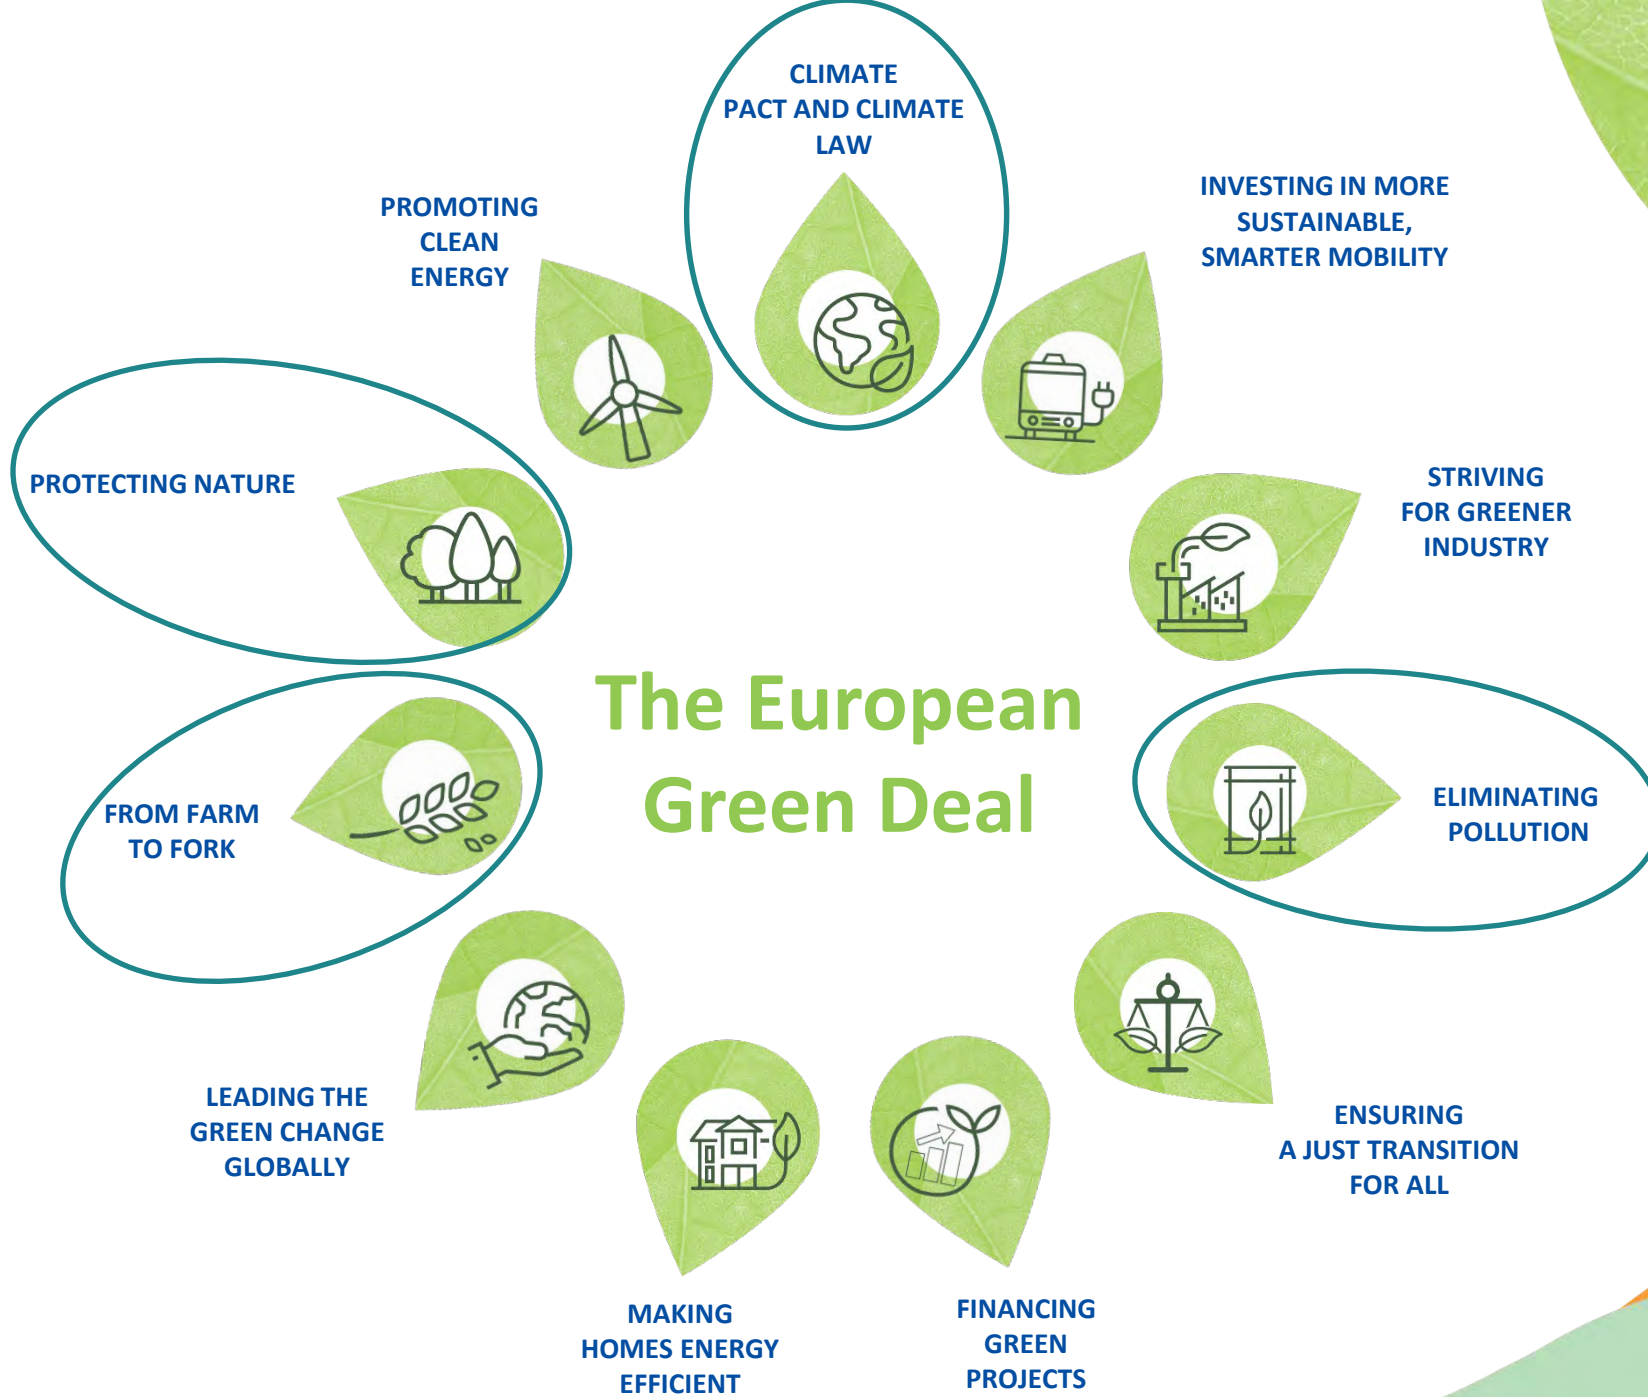 CLIMATE
PACT AND CLIMATE
LAW
INVESTING IN MORE
SUSTAINABLE,
SMARTER MOBILITY
PROMOTING
CLEAN
ENERGY
STRIVING
FOR GREENER
INDUSTRY
PROTECTING NATURE
The European
Green Deal
ELIMINATING
POLLUTION
FROM FARM
TO FORK
LEADING THE
GREEN CHANGE
GLOBALLY
ENSURING
A JUST TRANSITION
FOR ALL
MAKING
HOMES ENERGY
EFFICIENT
FINANCING
GREEN
PROJECTS